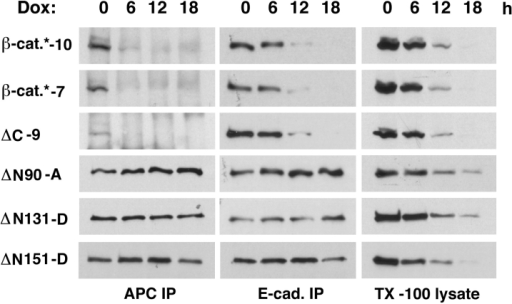 Dox: 0 6 12 18 0 6 12 18 0 6 12 18 h
β-cat.*-10
β-cat.*-7
ΔC-9
ΔN90-A
ΔN131-D
ΔN151-D
APC IP E-cad. IP TX -100 lysate